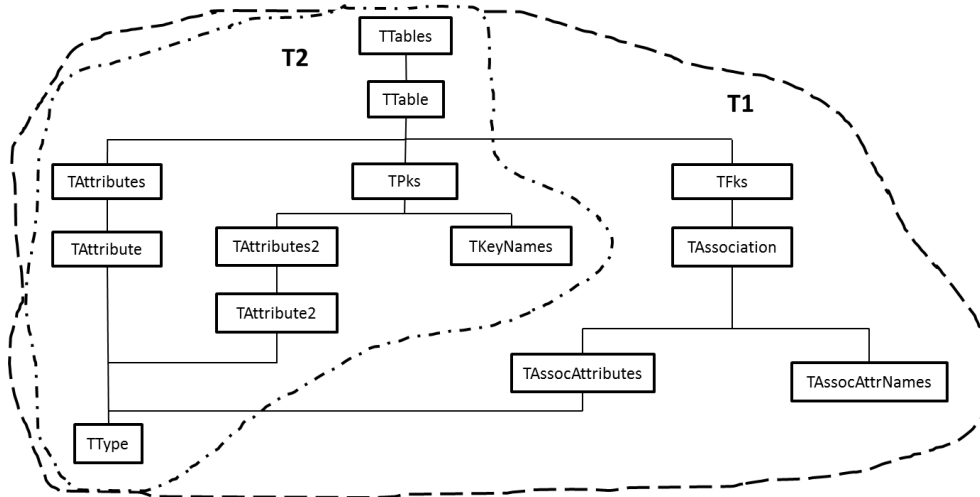 TTables
T2
TTable
T1
TAttributes
TPks
TFks
TAttribute
TAttributes2
TKeyNames
TAssociation
TAttribute2
TAssocAttributes
TAssocAttrNames
TType